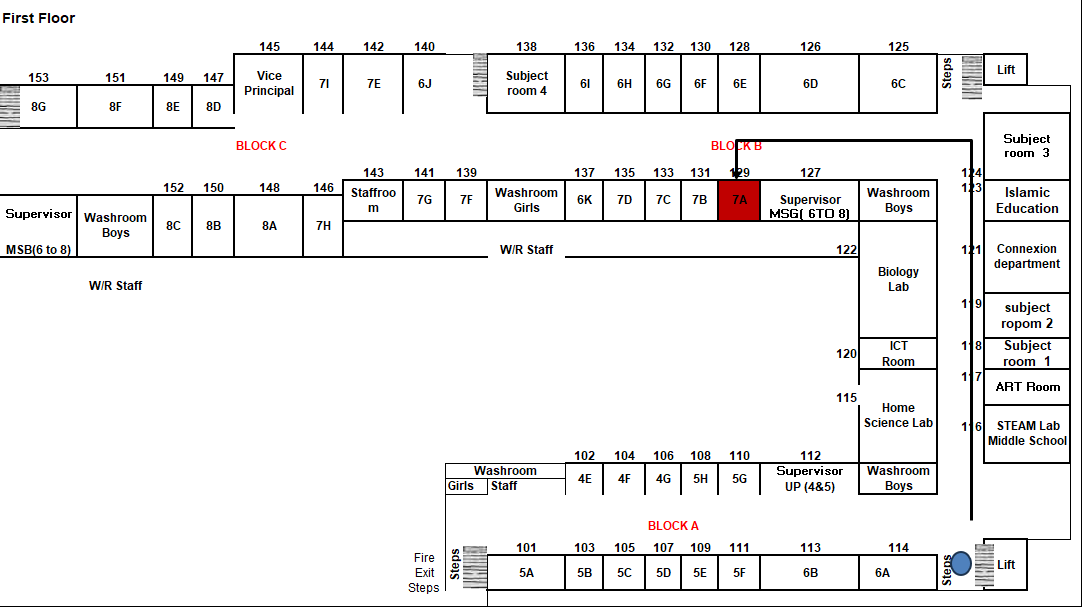 First Floor
145 144 142 140 138 136 134 132 130 128 126 125
153 151 149 147
Vice
Principal
7I 7E 6J
Subject
room 4
6I 6H 6G 6F 6E 6D 6C
Steps
Lift
8G 8F 8E 8D
BLOCK C
BLOCK B
Subject
room 3
143 141 139 137 135 133 131 129 127 124
152 150 148 146
123
Staffroo
m
7G 7F
Washroom
Girls
6K 7D 7C 7B 7A
Supervisor
MSG( 6TO 8)
Washroom
Boys
Islamic
Education
Supervisor
MSB(6 to 8)
Washroom
Boys
8C 8B 8A 7H
W/R Staff
122
121
Connexion
department
Biology
Lab
W/R Staff
119
subject
ropom 2
120
ICT
Room
118
Subject
room 1
117
ART Room
115
Home
Science Lab
116
STEAM Lab
Middle School
102 104 106 108 110 112
Washroom
Girls Staff
4E 4F 4G 5H 5G
Supervisor
UP (4&5)
Washroom
Boys
BLOCK A
101 103 105 107 109 111 113 114
Fire
Exit
Steps
Steps
5A 5B 5C 5D 5E 5F 6B 6A
Steps
Lift